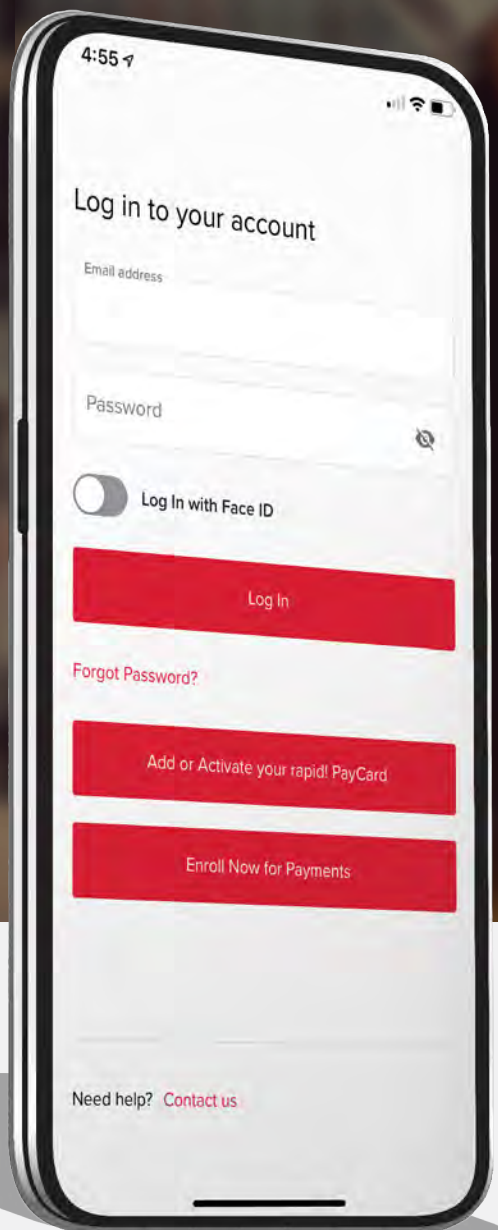 4:55
Log in to your account
Email address
Password
Log In with Face ID
Log In
Forgot Password?
Add or Activate your rapid! PayCard
Enroll Now for Payments
Need help? Contact us